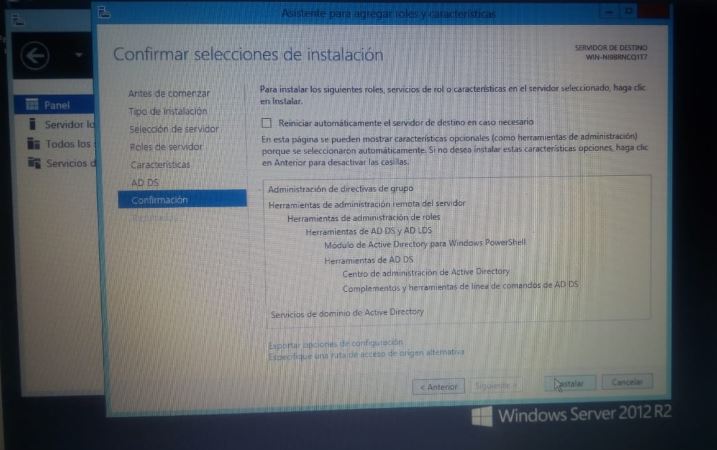 Asistente para agregar roles y características
Confirmar selecciones de instalación
SERVIDOR DE DESTINO
Antes de comenzar
Tipo de instalación
Selección de servidor
Roles de servidor
Características
AD DS
Confirmación
Para instalar los siguientes roles, servicios de rol o características en el servidor seleccionado, haga clic
en Instalar.
Reiniciar automáticamente el servidor de destino en caso necesario
En esta página se pueden mostrar características opcionales (como herramientas de administración)
porque se seleccionaron automáticamente. Si no desea instalar estas características opciones, haga clic
en Anterior para desactivar las casillas.
Administración de directivas de grupo
Herramientas de administración remota del servidor
Herramientas de administración de roles
Herramientas de AD DS y AD LDS
Módulo de Active Directory para Windows PowerShell
Herramientas de AD DS
Centro de administración de Active Directory
Complementos y herramientas de línea de comandos de AD DS
Servicios de dominio de Active Directory
Exportar opciones de configuración
Especifique una ruta de acceso de origen alternativa
< Anterior
Siguiente >
Instalar
Cancelar
Panel
Servidor lo
Todos los
Servicios d
Windows Server 2012 R2